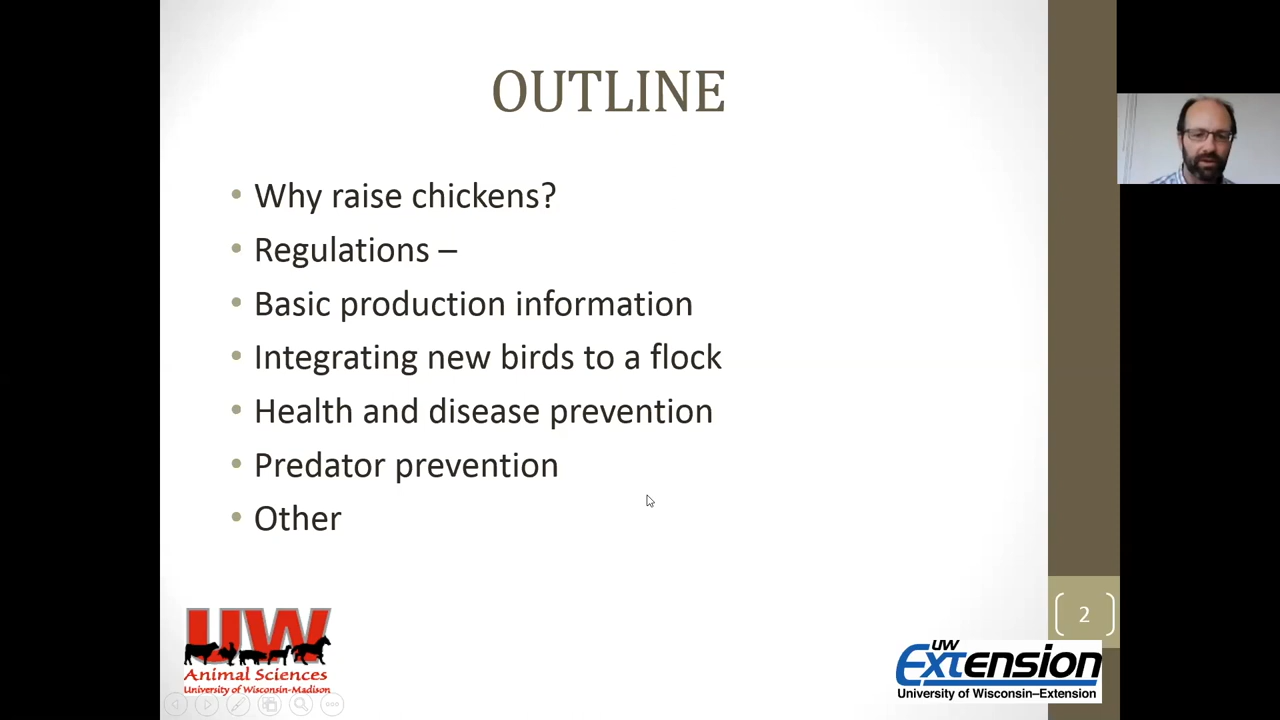 OUTLINE
• Why raise chickens?
• Regulations –
• Basic production information
• Integrating new birds to a flock
• Health and disease prevention
• Predator prevention
• Other
UW
Animal Sciences
University of Wisconsin-Madison
2
UW
Extension
University of Wisconsin–Extension